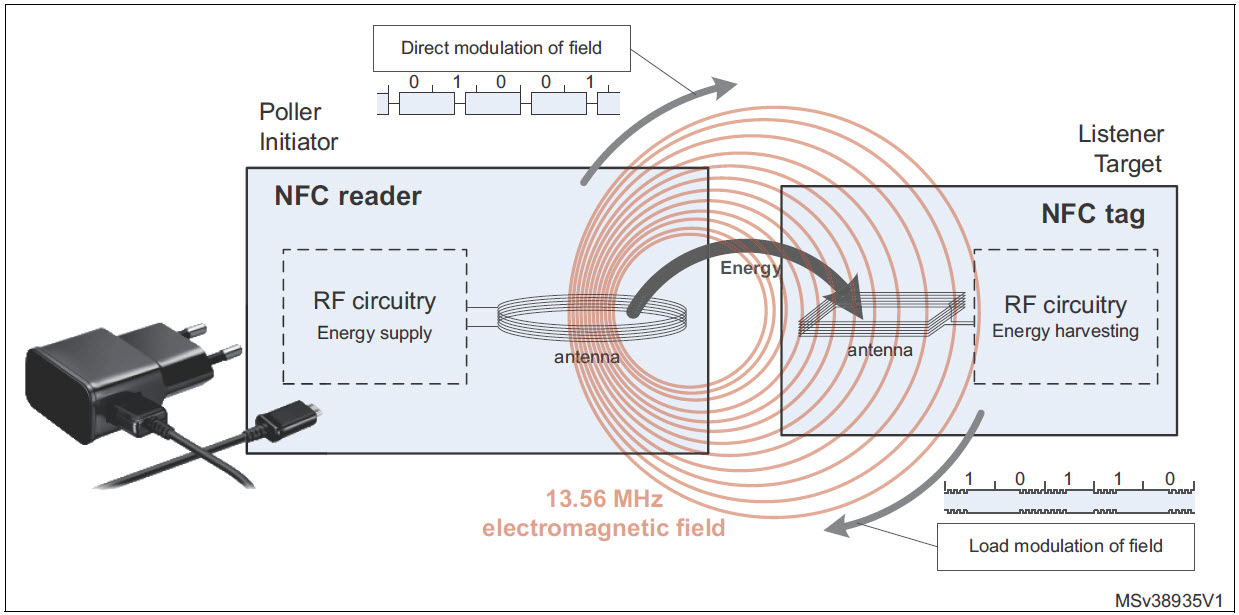 Direct modulation of field
0 1 0 0 1
Poller
Initiator
Listener
Target
NFC reader
NFC tag
Energy
RF circuitry
Energy supply
antenna
antenna
RF circuitry
Energy harvesting
13.56 MHz
electromagnetic field
1 0 1 1 0
Load modulation of field
MSv38935V1